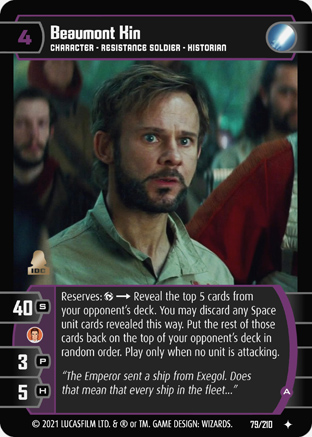 4
Beaumont Kin
CHARACTER • RESISTANCE SOLDIER • HISTORIAN
IDC
40 S
3 P
5 H
Reserves: → Reveal the top 5 cards from
your opponent's deck. You may discard any Space
unit cards revealed this way. Put the rest of those
cards back on the top of your opponent's deck in
random order. Play only when no unit is attacking.
"The Emperor sent a ship from Exegol. Does
that mean that every ship in the fleet..."
A
© 2021 LUCASFILM LTD. & ® or TM. GAME DESIGN: WIZARDS.
79/210